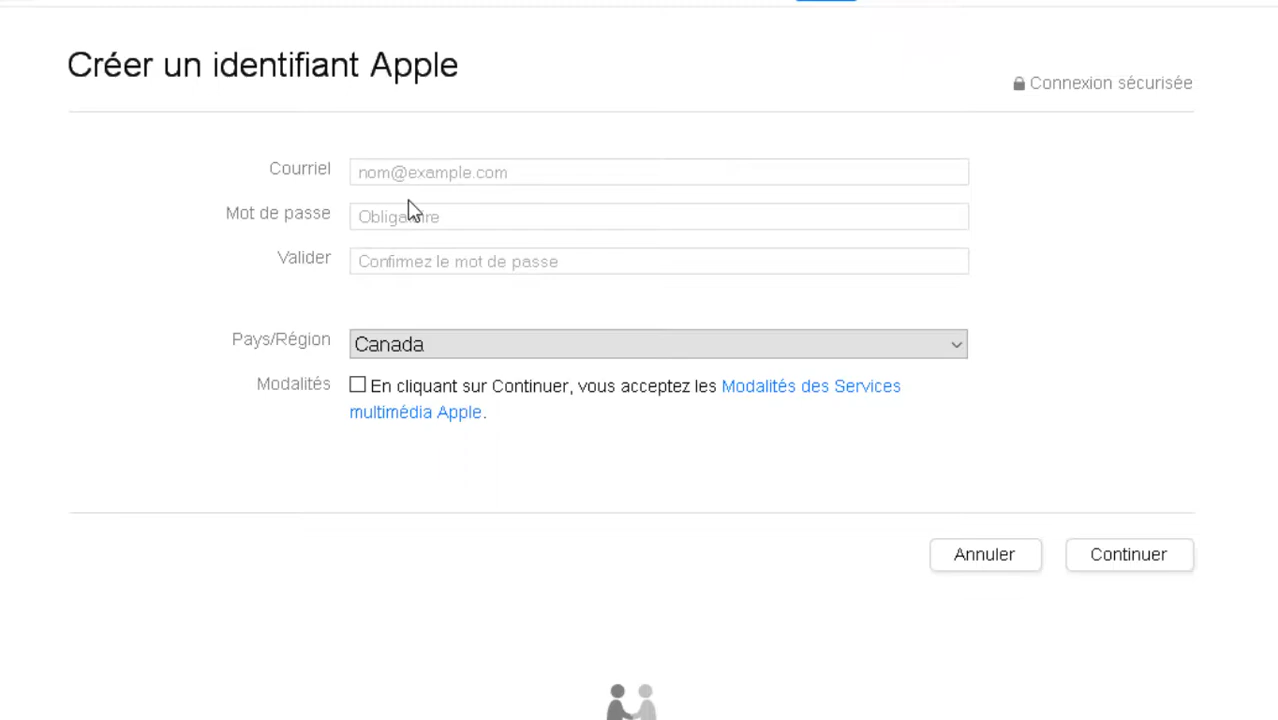 Créer un identifiant Apple
Connexion sécurisée
Courriel nom@example.com
Mot de passe Obligatoire
Valider Confirmez le mot de passe
Pays/Région Canada
Modalités En cliquant sur Continuer, vous acceptez les Modalités des Services
multimédia Apple.
Annuler Continuer